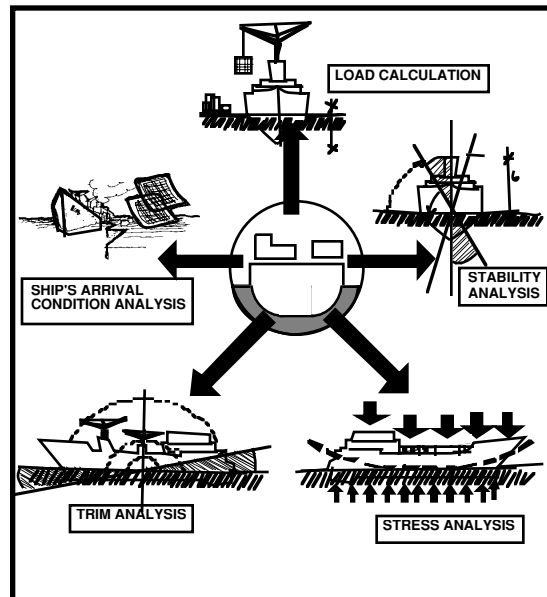 LOAD CALCULATION
STABILITY
ANALYSIS
SHIP'S ARRIVAL
CONDITION ANALYSIS
TRIM ANALYSIS
STRESS ANALYSIS